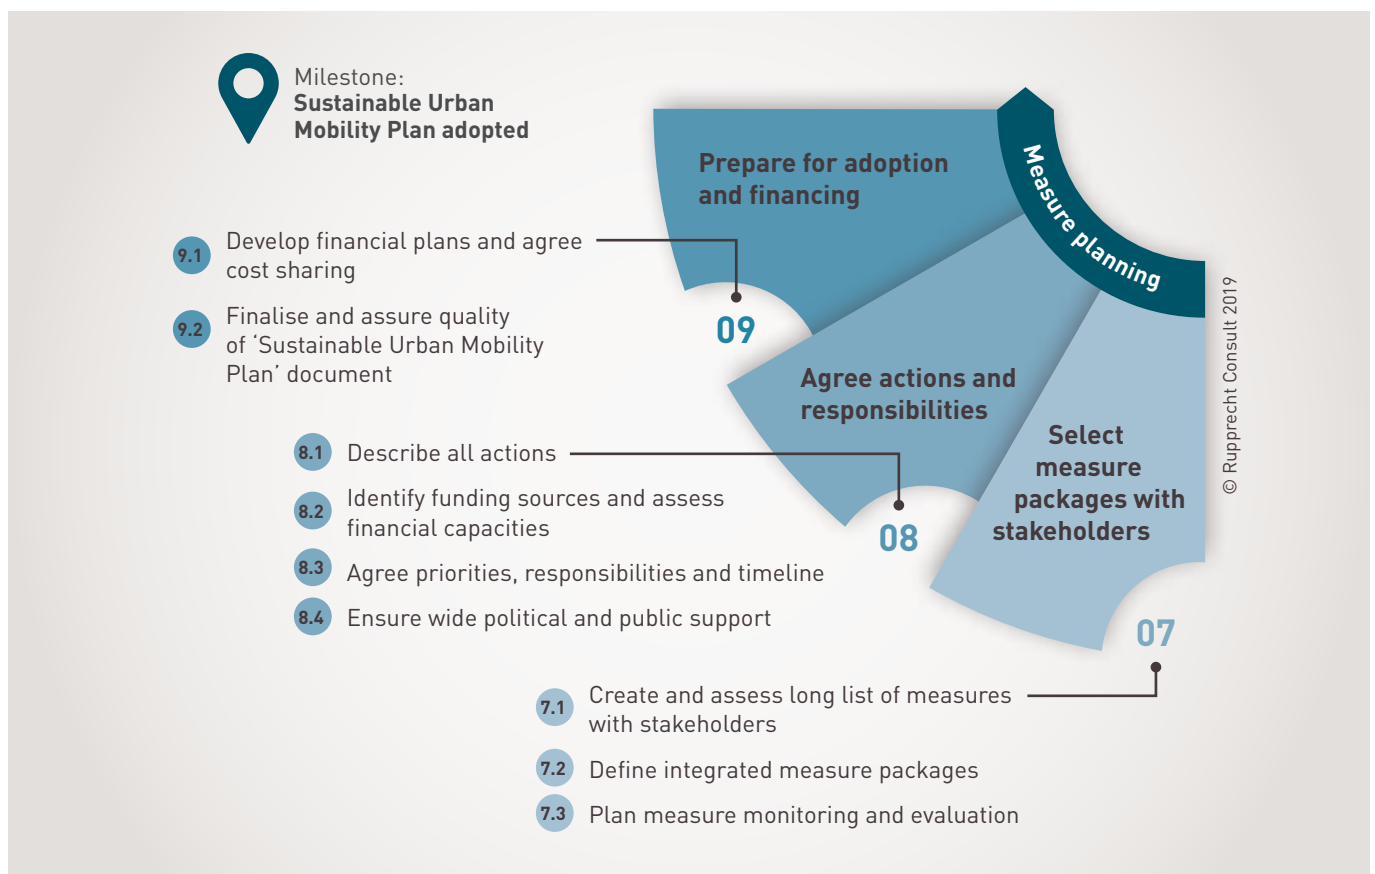 Milestone:
Sustainable Urban
Mobility Plan adopted
Prepare for adoption
and financing
Measure planning
9.1
Develop financial plans and agree
cost sharing
9.2
Finalise and assure quality
of ‘Sustainable Urban Mobility
Plan’ document
09
Agree actions and
responsibilities
8.1
Describe all actions
8.2
Identify funding sources and assess
financial capacities
8.3
Agree priorities, responsibilities and timeline
8.4
Ensure wide political and public support
08
Select
measure
packages with
stakeholders
07
7.1
Create and assess long list of measures
with stakeholders
7.2
Define integrated measure packages
7.3
Plan measure monitoring and evaluation
© Rupprecht Consult 2019